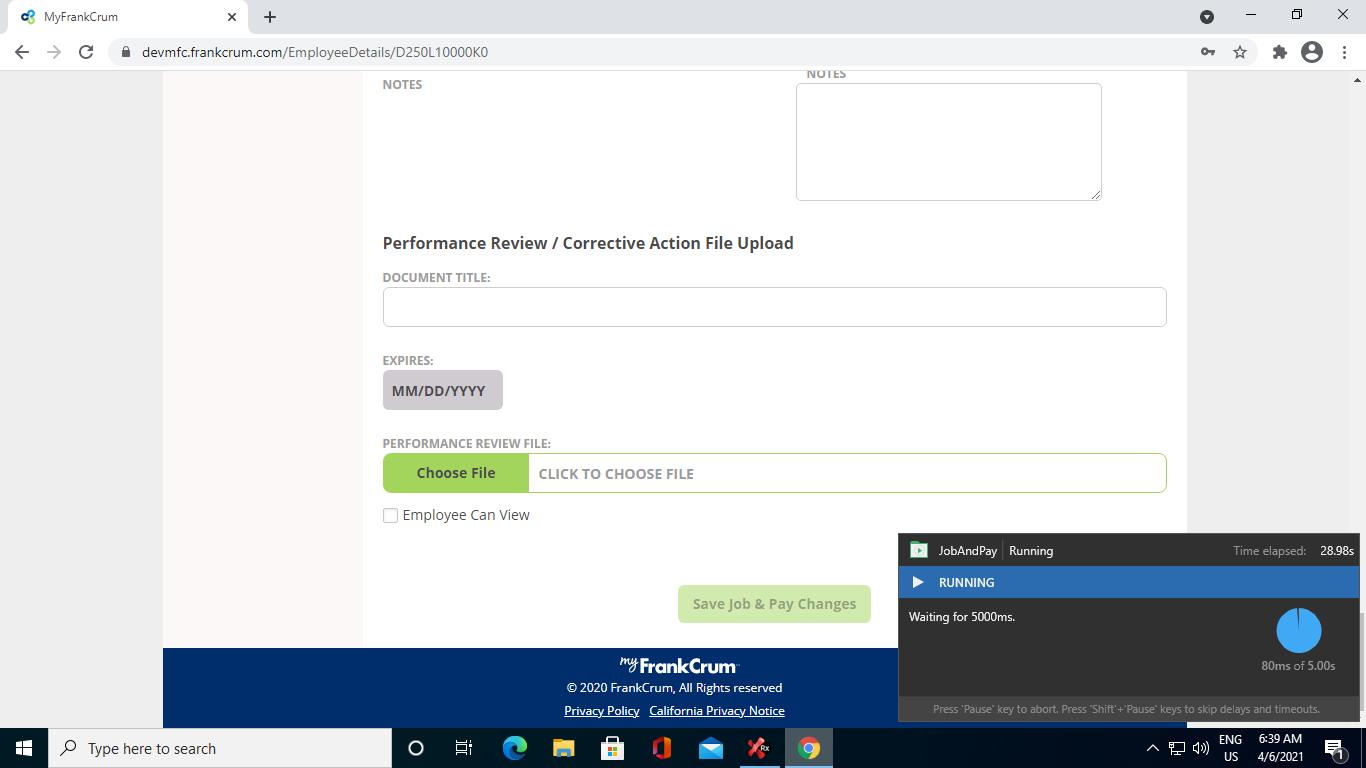 MyFrankCrum
devmfc.frankcrum.com/EmployeeDetails/D250L10000K0
NOTES
NOTES
Performance Review / Corrective Action File Upload
DOCUMENT TITLE:
EXPIRES:
MM/DD/YYYY
PERFORMANCE REVIEW FILE:
Choose File CLICK TO CHOOSE FILE
Employee Can View
Save Job & Pay Changes
JobAndPay Running Time elapsed: 28.98s
RUNNING
Waiting for 5000ms.
80ms of 5.00s
Press 'Pause' key to abort. Press 'Shift'+'Pause' keys to skip delays and timeouts.
my FrankCrum
© 2020 FrankCrum, All Rights reserved
Privacy Policy California Privacy Notice
Type here to search
Rx
ENG
US
6:39 AM
4/6/2021
1